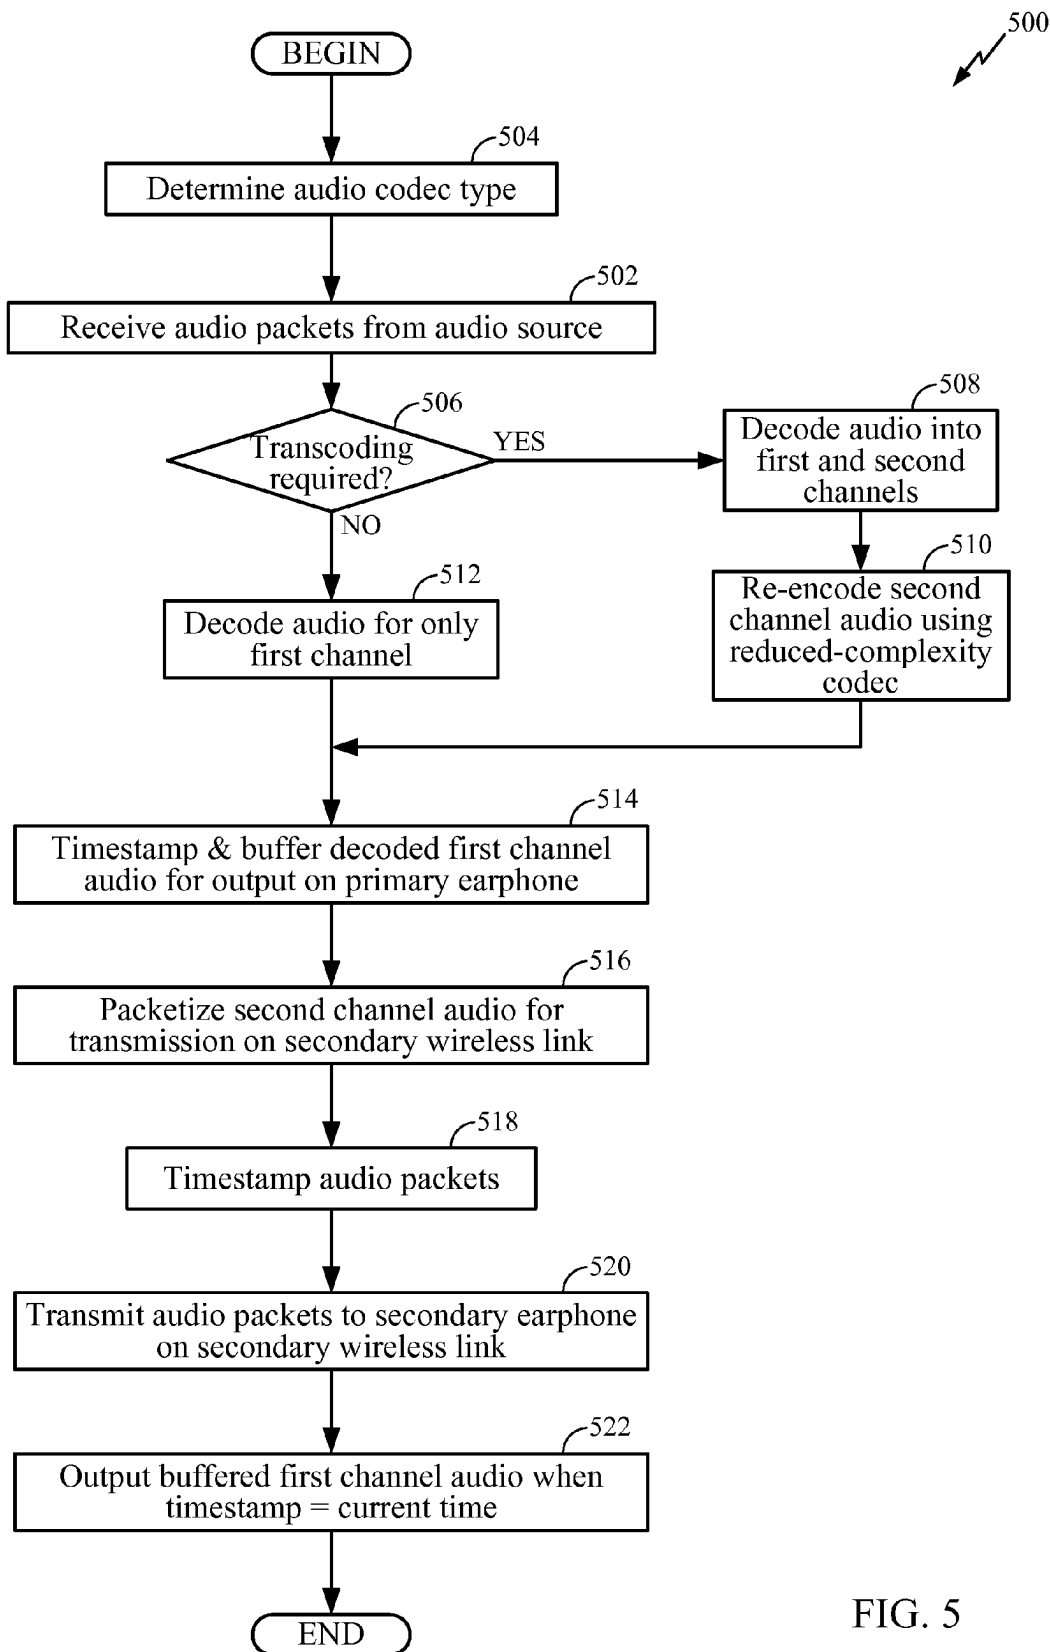 500
BEGIN
504
Determine audio codec type
502
Receive audio packets from audio source
506
Transcoding
required?
YES
NO
508
Decode audio into
first and second
channels
510
Re-encode second
channel audio using
reduced-complexity
codec
512
Decode audio for only
first channel
514
Timestamp & buffer decoded first channel
audio for output on primary earphone
516
Packetize second channel audio for
transmission on secondary wireless link
518
Timestamp audio packets
520
Transmit audio packets to secondary earphone
on secondary wireless link
522
Output buffered first channel audio when
timestamp = current time
END
FIG. 5